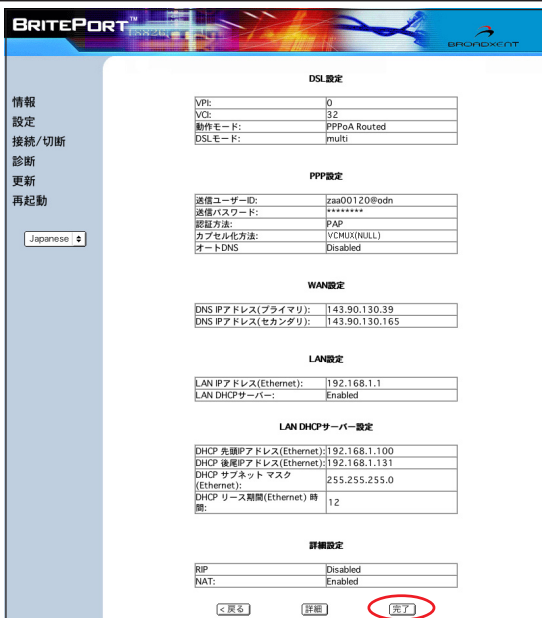 BRITEPORT™
BROADXENT
情報
設定
接続/切断
診断
更新
再起動
Japanese
DSL設定
VPI: 0
VCI: 32
動作モード: PPPoA Routed
DSLモード: multi
PPP設定
送信ユーザーID: zaa00120@odn
送信パスワード: ********
認証方法: PAP
カプセル化方法: VCMUX(NULL)
オートDNS Disabled
WAN設定
DNS IPアドレス(プライマリ): 143.90.130.39
DNS IPアドレス(セカンダリ): 143.90.130.165
LAN設定
LAN IPアドレス(Ethernet): 192.168.1.1
LAN DHCPサーバー: Enabled
LAN DHCPサーバー設定
DHCP 先頭IPアドレス(Ethernet): 192.168.1.100
DHCP 後尾IPアドレス(Ethernet): 192.168.1.131
DHCP サブネット マスク
(Ethernet): 255.255.255.0
DHCP リース期間(Ethernet) 時
間: 12
詳細設定
RIP Disabled
NAT: Enabled
<戻る 詳細 完了